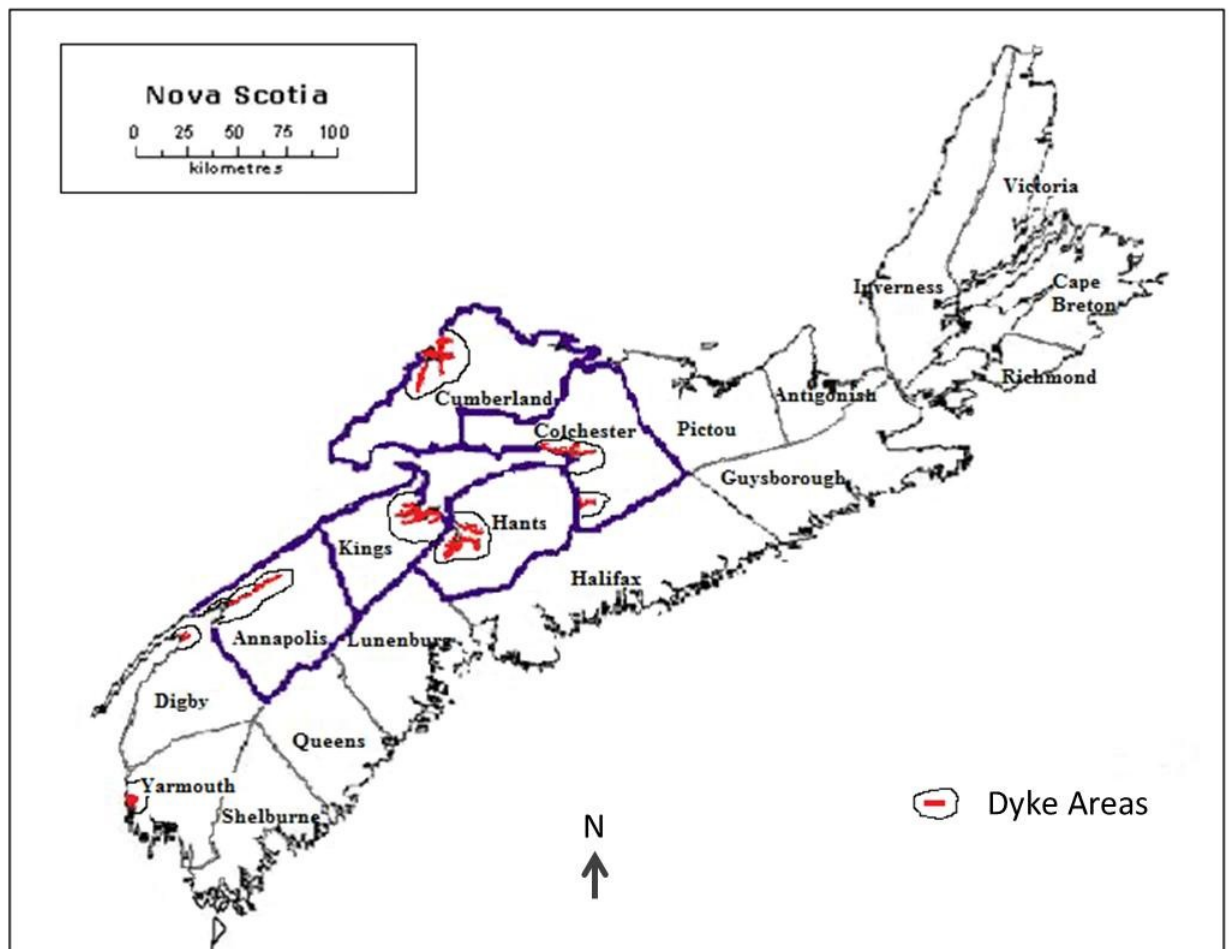 Nova Scotia
0 25 50 75 100
kilometres
Victoria
Inverness
Cape
Breton
Richmond
Cumberland
Antigonish
Colchester
Pictou
Guysborough
Hants
Kings
Halifax
Annapolis
Lunenburg
Digby
Queens
Yarmouth
Shelburne
Dyke Areas
N